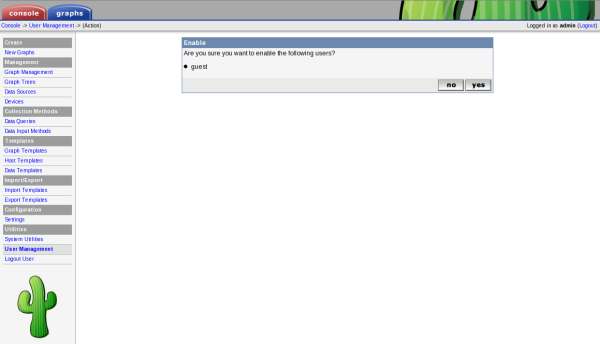 console graphs
Console -> User Management -> (Action) Logged in as admin (Logout)
Create
New Graphs
Management
Graph Management
Graph Trees
Data Sources
Devices
Collection Methods
Data Queries
Data Input Methods
Templates
Graph Templates
Host Templates
Data Templates
Import/Export
Import Templates
Export Templates
Configuration
Settings
Utilities
System Utilities
User Management
Logout User
Enable
Are you sure you want to enable the following users?
• guest
no yes